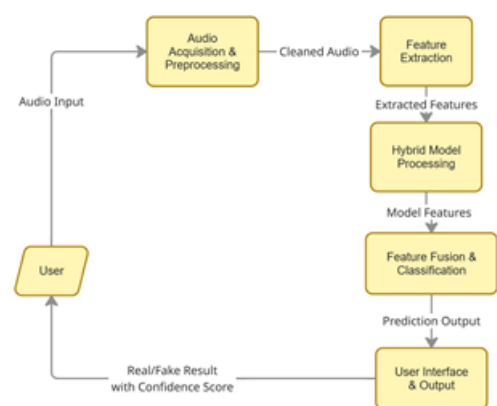 Audio
Acquisition &
Preprocessing
Cleaned Audio
Feature
Extraction
Audio Input
Extracted Features
Hybrid Model
Processing
Model Features
User
Feature Fusion &
Classification
Prediction Output
Real/Fake Result
with Confidence Score
User Interface
& Output